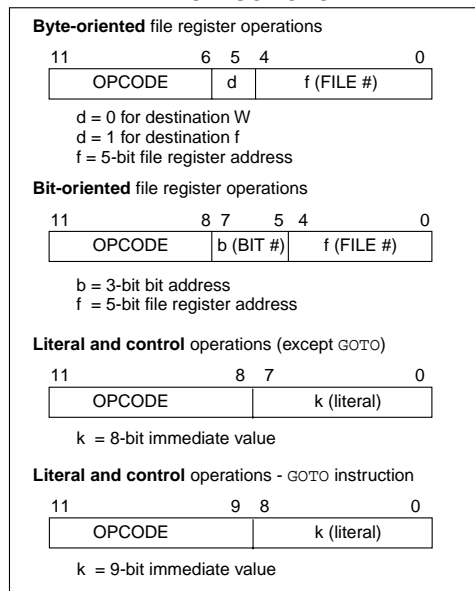 Byte-oriented file register operations
11 6 5 4 0
OPCODE d f (FILE #)
d = 0 for destination W
d = 1 for destination f
f = 5-bit file register address
Bit-oriented file register operations
11 8 7 5 4 0
OPCODE b (BIT #) f (FILE #)
b = 3-bit bit address
f = 5-bit file register address
Literal and control operations (except GOTO)
11 8 7 0
OPCODE k (literal)
k = 8-bit immediate value
Literal and control operations - GOTO instruction
11 9 8 0
OPCODE k (literal)
k = 9-bit immediate value